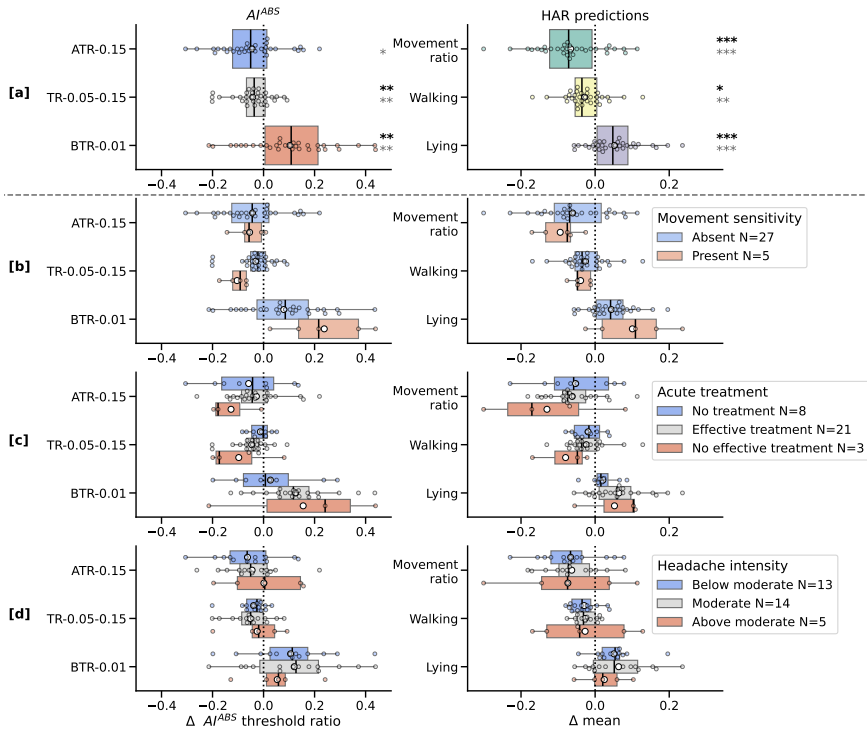 AI^ABS HAR predictions
[a]
ATR-0.15 * Movement ratio *** ***
TR-0.05-0.15 ** ** Walking * **
BTR-0.01 ** ** Lying *** ***
−0.4 −0.2 0.0 0.2 0.4 −0.2 0.0 0.2
[b]
ATR-0.15 Movement ratio
TR-0.05-0.15 Walking
BTR-0.01 Lying
Movement sensitivity
Absent N=27
Present N=5
−0.4 −0.2 0.0 0.2 0.4 −0.2 0.0 0.2
[c]
ATR-0.15 Movement ratio
TR-0.05-0.15 Walking
BTR-0.01 Lying
Acute treatment
No treatment N=8
Effective treatment N=21
No effective treatment N=3
−0.4 −0.2 0.0 0.2 0.4 −0.2 0.0 0.2
[d]
ATR-0.15 Movement ratio
TR-0.05-0.15 Walking
BTR-0.01 Lying
Headache intensity
Below moderate N=13
Moderate N=14
Above moderate N=5
−0.4 −0.2 0.0 0.2 0.4 −0.2 0.0 0.2
Δ AI^ABS threshold ratio Δ mean